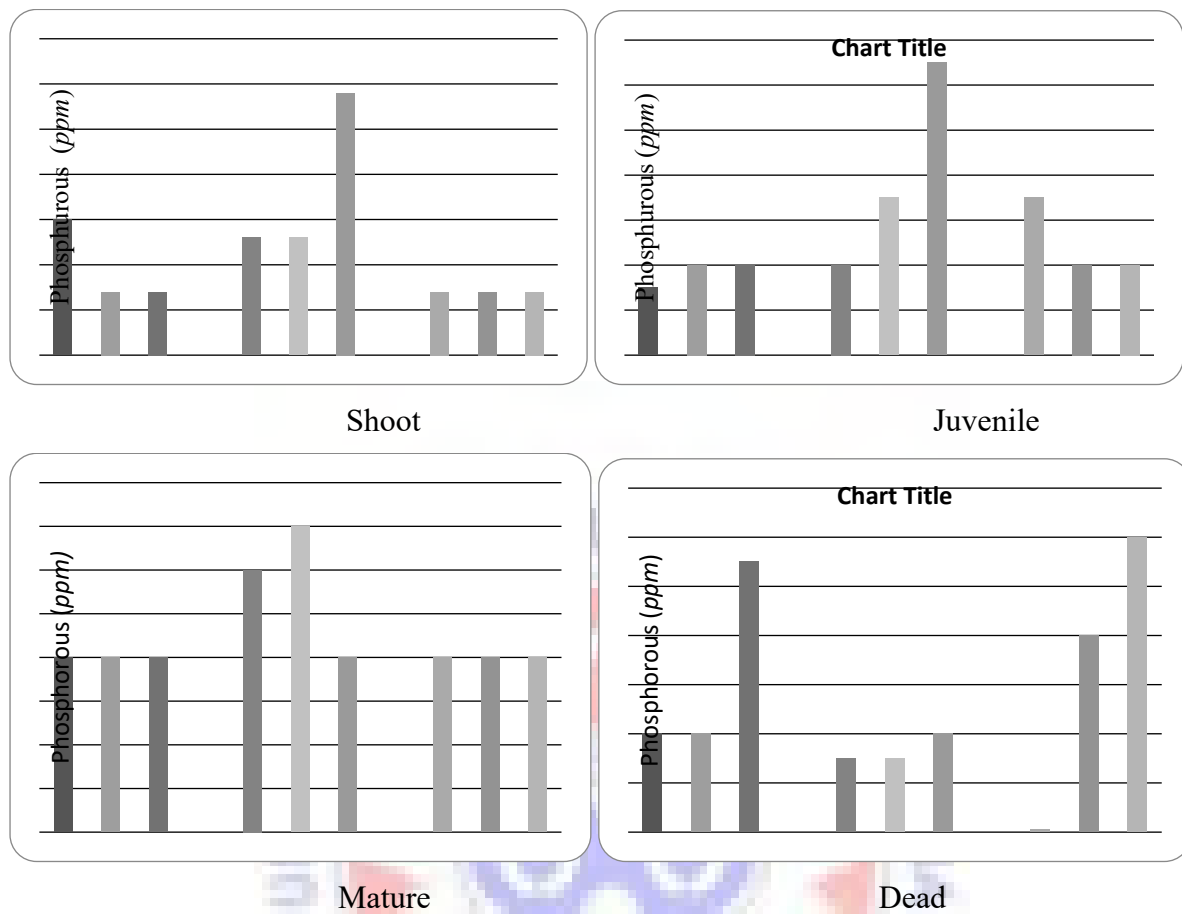 Phosphurous (ppm)
Chart Title
Phosphurous (ppm)
Shoot
Juvenile
Phosphorous (ppm)
Chart Title
Phosphorous (ppm)
Mature
Dead